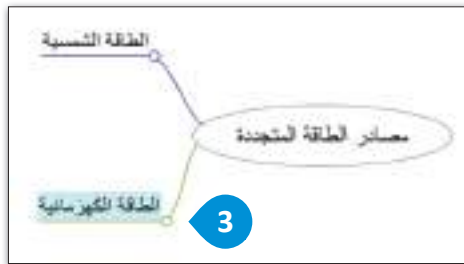 الطاقة الشمسية
مصادر الطاقة المتجددة
الطاقة الكهرمائية
3